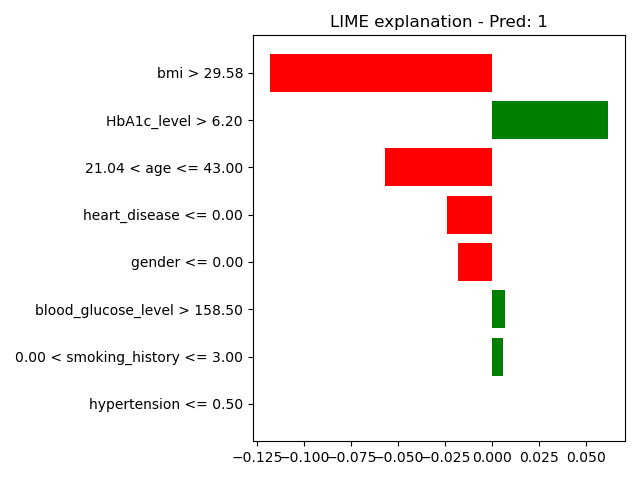 LIME explanation - Pred: 1
bmi > 29.58
HbA1c_level > 6.20
21.04 < age <= 43.00
heart_disease <= 0.00
gender <= 0.00
blood_glucose_level > 158.50
0.00 < smoking_history <= 3.00
hypertension <= 0.50
−0.125 −0.100 −0.075 −0.050 −0.025 0.000 0.025 0.050